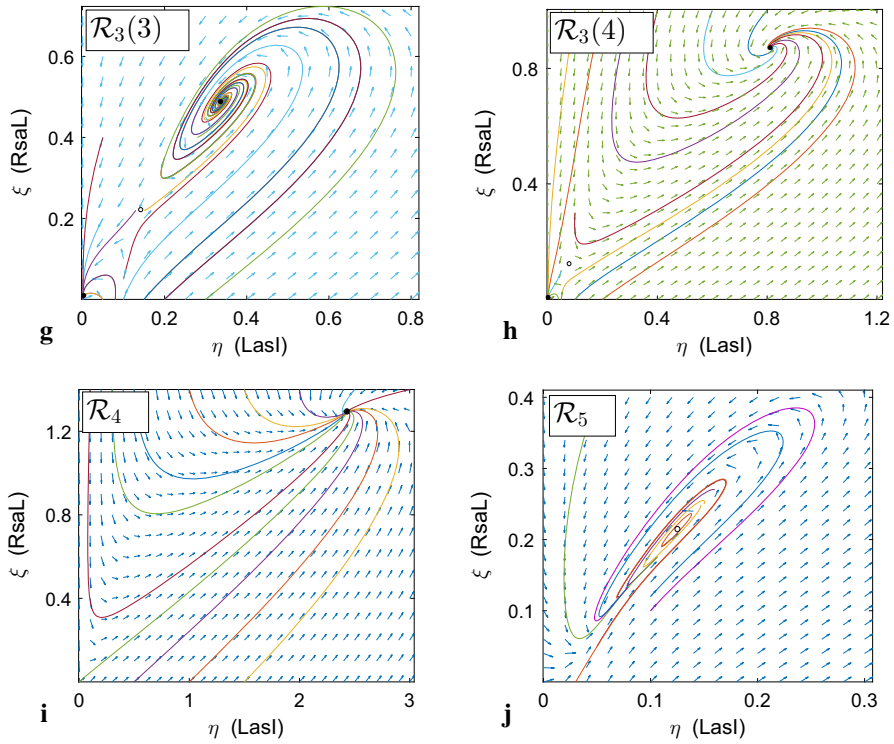 ℛ₃(3)
0.6
0.4
0.2
0
0 0.2 0.4 0.6 0.8
ξ (RsaL)
η (LasI)
g
ℛ₃(4)
0.8
0.4
0 0.4 0.8 1.2
ξ (RsaL)
η (LasI)
h
ℛ₄
1.2
0.8
0.4
0 1 2 3
ξ (RsaL)
η (LasI)
i
ℛ₅
0.4
0.3
0.2
0.1
0 0.1 0.2 0.3
ξ (RsaL)
η (LasI)
j